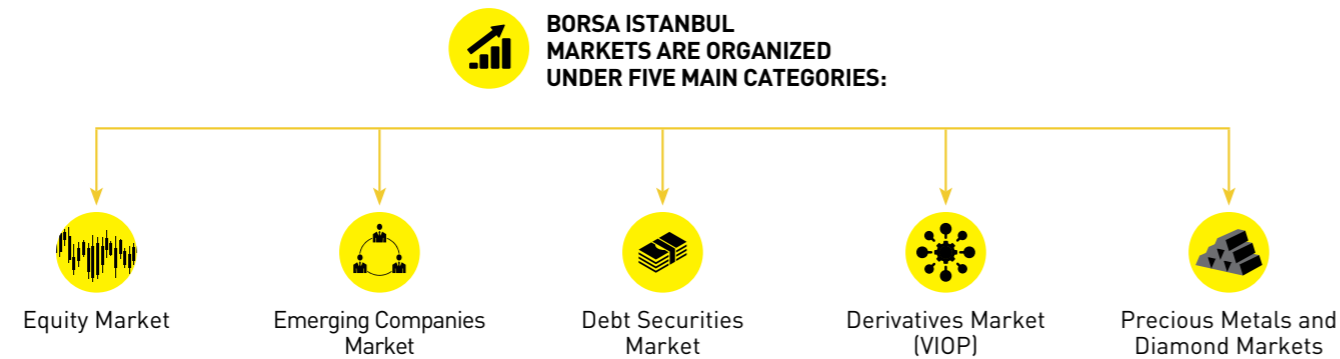 BORSA ISTANBUL
MARKETS ARE ORGANIZED
UNDER FIVE MAIN CATEGORIES:
Equity Market
Emerging Companies
Market
Debt Securities
Market
Derivatives Market
(VIOP)
Precious Metals and
Diamond Markets